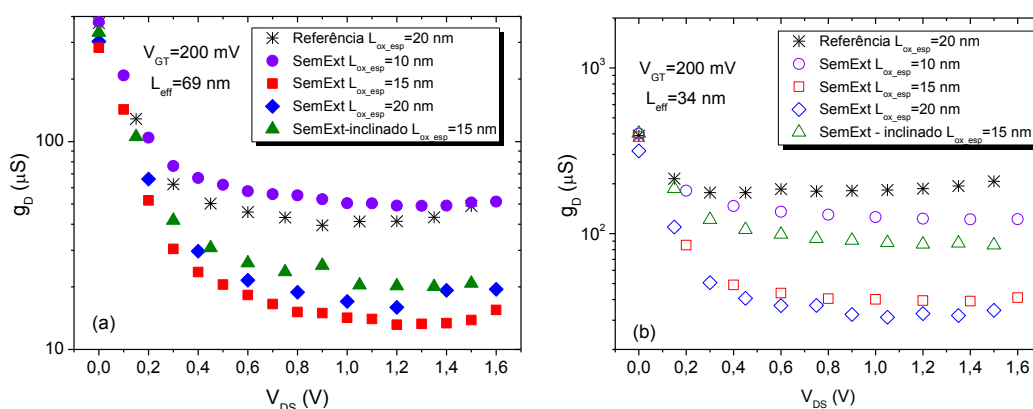 V_GT=200 mV
L_eff=69 nm
Referência L_ox_esp=20 nm
SemExt L_ox_esp=10 nm
SemExt L_ox_esp=15 nm
SemExt L_ox_esp=20 nm
SemExt-inclinado L_ox_esp=15 nm
100
10
g_D (μS)
(a)
0,0 0,2 0,4 0,6 0,8 1,0 1,2 1,4 1,6
V_DS (V)
V_GT=200 mV
L_eff=34 nm
Referência L_ox_esp=20 nm
SemExt L_ox_esp=10 nm
SemExt L_ox_esp=15 nm
SemExt L_ox_esp=20 nm
SemExt - inclinado L_ox_esp=15 nm
10³
10²
g_D (μS)
(b)
0,0 0,2 0,4 0,6 0,8 1,0 1,2 1,4 1,6
V_DS (V)